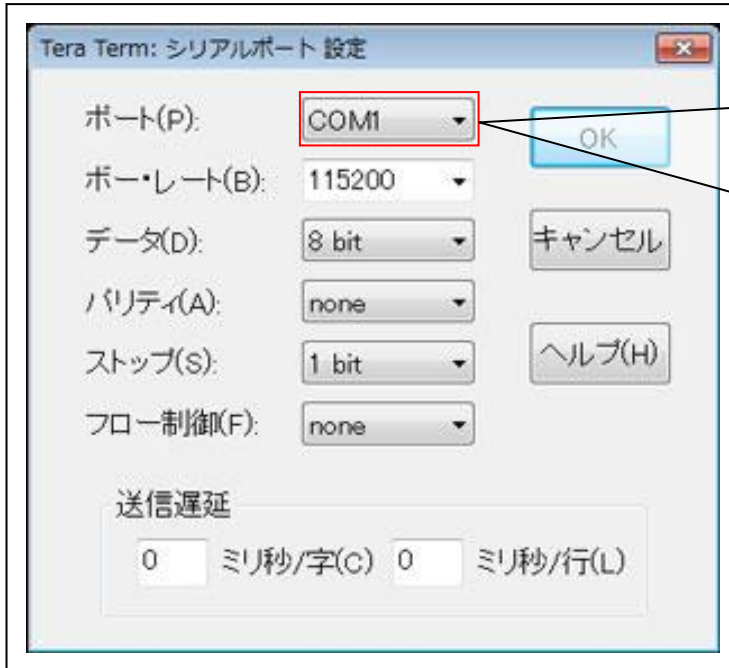 Tera Term: シリアルポート 設定
ポート(P): COM1 OK
ボー・レート(B): 115200
データ(D): 8 bit キャンセル
パリティ(A): none
ストップ(S): 1 bit ヘルプ(H)
フロー制御(F): none
送信遅延
0 ミリ秒/字(C) 0 ミリ秒/行(L)